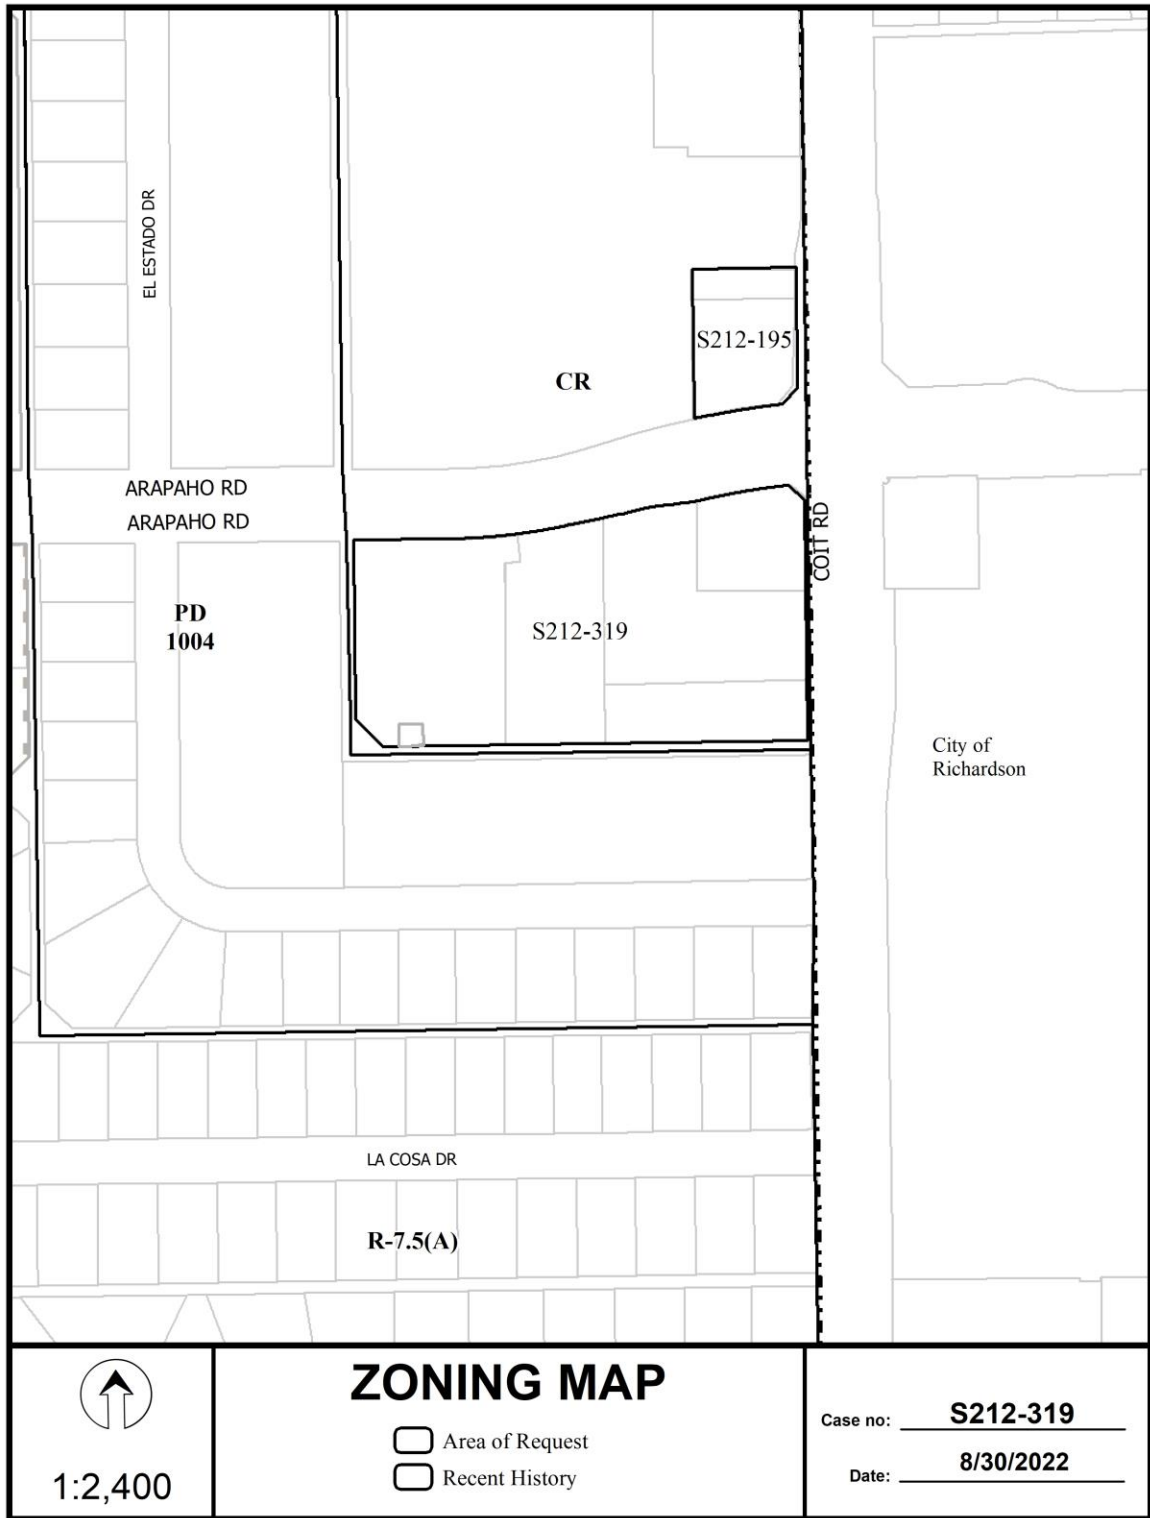 EL ESTADO DR
S212-195
CR
ARAPAHO RD
ARAPAHO RD
COIT RD
PD
1004
S212-319
City of
Richardson
LA COSA DR
R-7.5(A)
1:2,400
ZONING MAP
Area of Request
Recent History
Case no: S212-319
Date: 8/30/2022